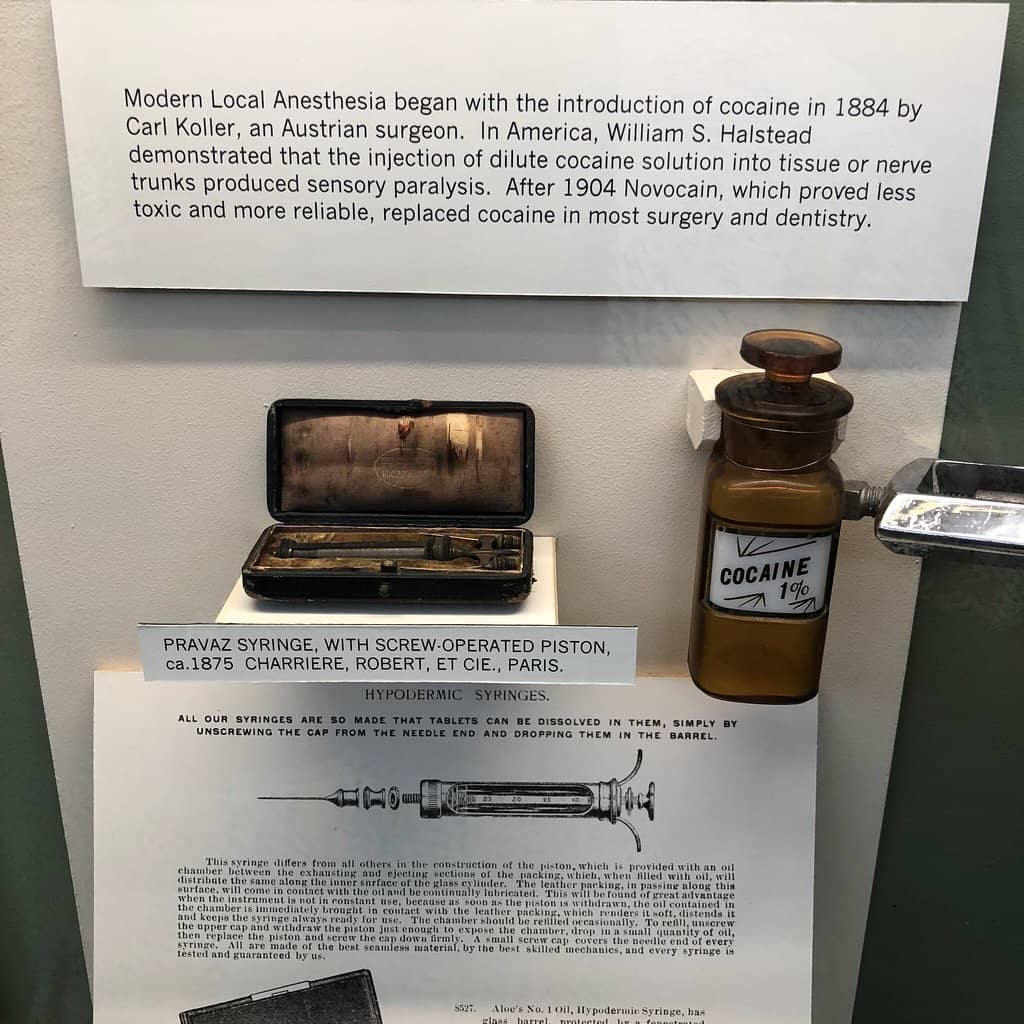 Modern Local Anesthesia began with the introduction of cocaine in 1884 by
Carl Koller, an Austrian surgeon. In America, William S. Halstead
demonstrated that the injection of dilute cocaine solution into tissue or nerve
trunks produced sensory paralysis. After 1904 Novocain, which proved less
toxic and more reliable, replaced cocaine in most surgery and dentistry.
COCAINE
1%
PRAVAZ SYRINGE, WITH SCREW-OPERATED PISTON,
ca.1875 CHARRIERE, ROBERT, ET CIE., PARIS.
HYPODERMIC SYRINGES.
ALL OUR SYRINGES ARE SO MADE THAT TABLETS CAN BE DISSOLVED IN THEM, SIMPLY BY
UNSCREWING THE CAP FROM THE NEEDLE END AND DROPPING THEM IN THE BARREL.
This syringe differs from all others in the construction of the piston, which is provided with an oil
chamber between the exhausting and ejecting sections of the packing, which, when filled with oil, will
distribute the same along the inner surface of the glass cylinder. The leather packing, in passing along this
surface, will come in contact with the oil and be continually lubricated. This will be found of great advantage
when the instrument is not in constant use, because as soon as the piston is withdrawn, the oil contained in
the chamber is immediately brought in contact with the leather packing, which renders it soft, distends it
and keeps the syringe always ready for use. The chamber should be refilled occasionally. To refill, unscrew
the upper cap and withdraw the piston just enough to expose the chamber, drop in a small quantity of oil,
then replace the piston and screw the cap down firmly. A small screw cap covers the needle end of every
syringe. All are made of the best seamless material, by the best skilled mechanics, and every syringe is
tested and guaranteed by us.
8527. Aloe's No. 1 Oil, Hypodermic Syringe, has
glass barrel, protected by a fenestrated